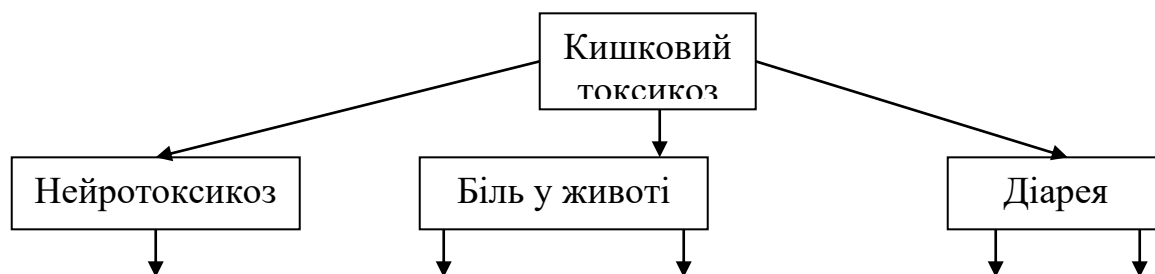 Кишковий
токсикоз
Нейротоксикоз
Біль у животі
Діарея